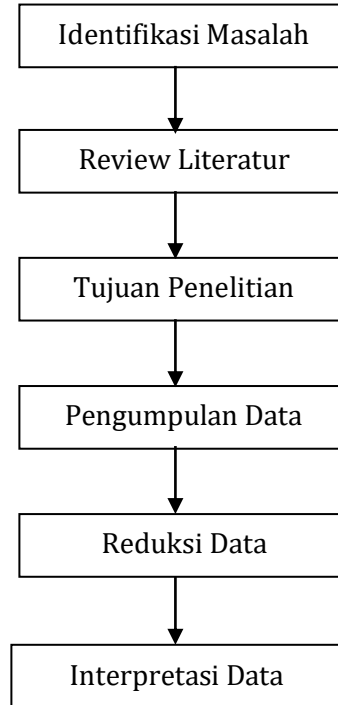 Identifikasi Masalah
Review Literatur
Tujuan Penelitian
Pengumpulan Data
Reduksi Data
Interpretasi Data